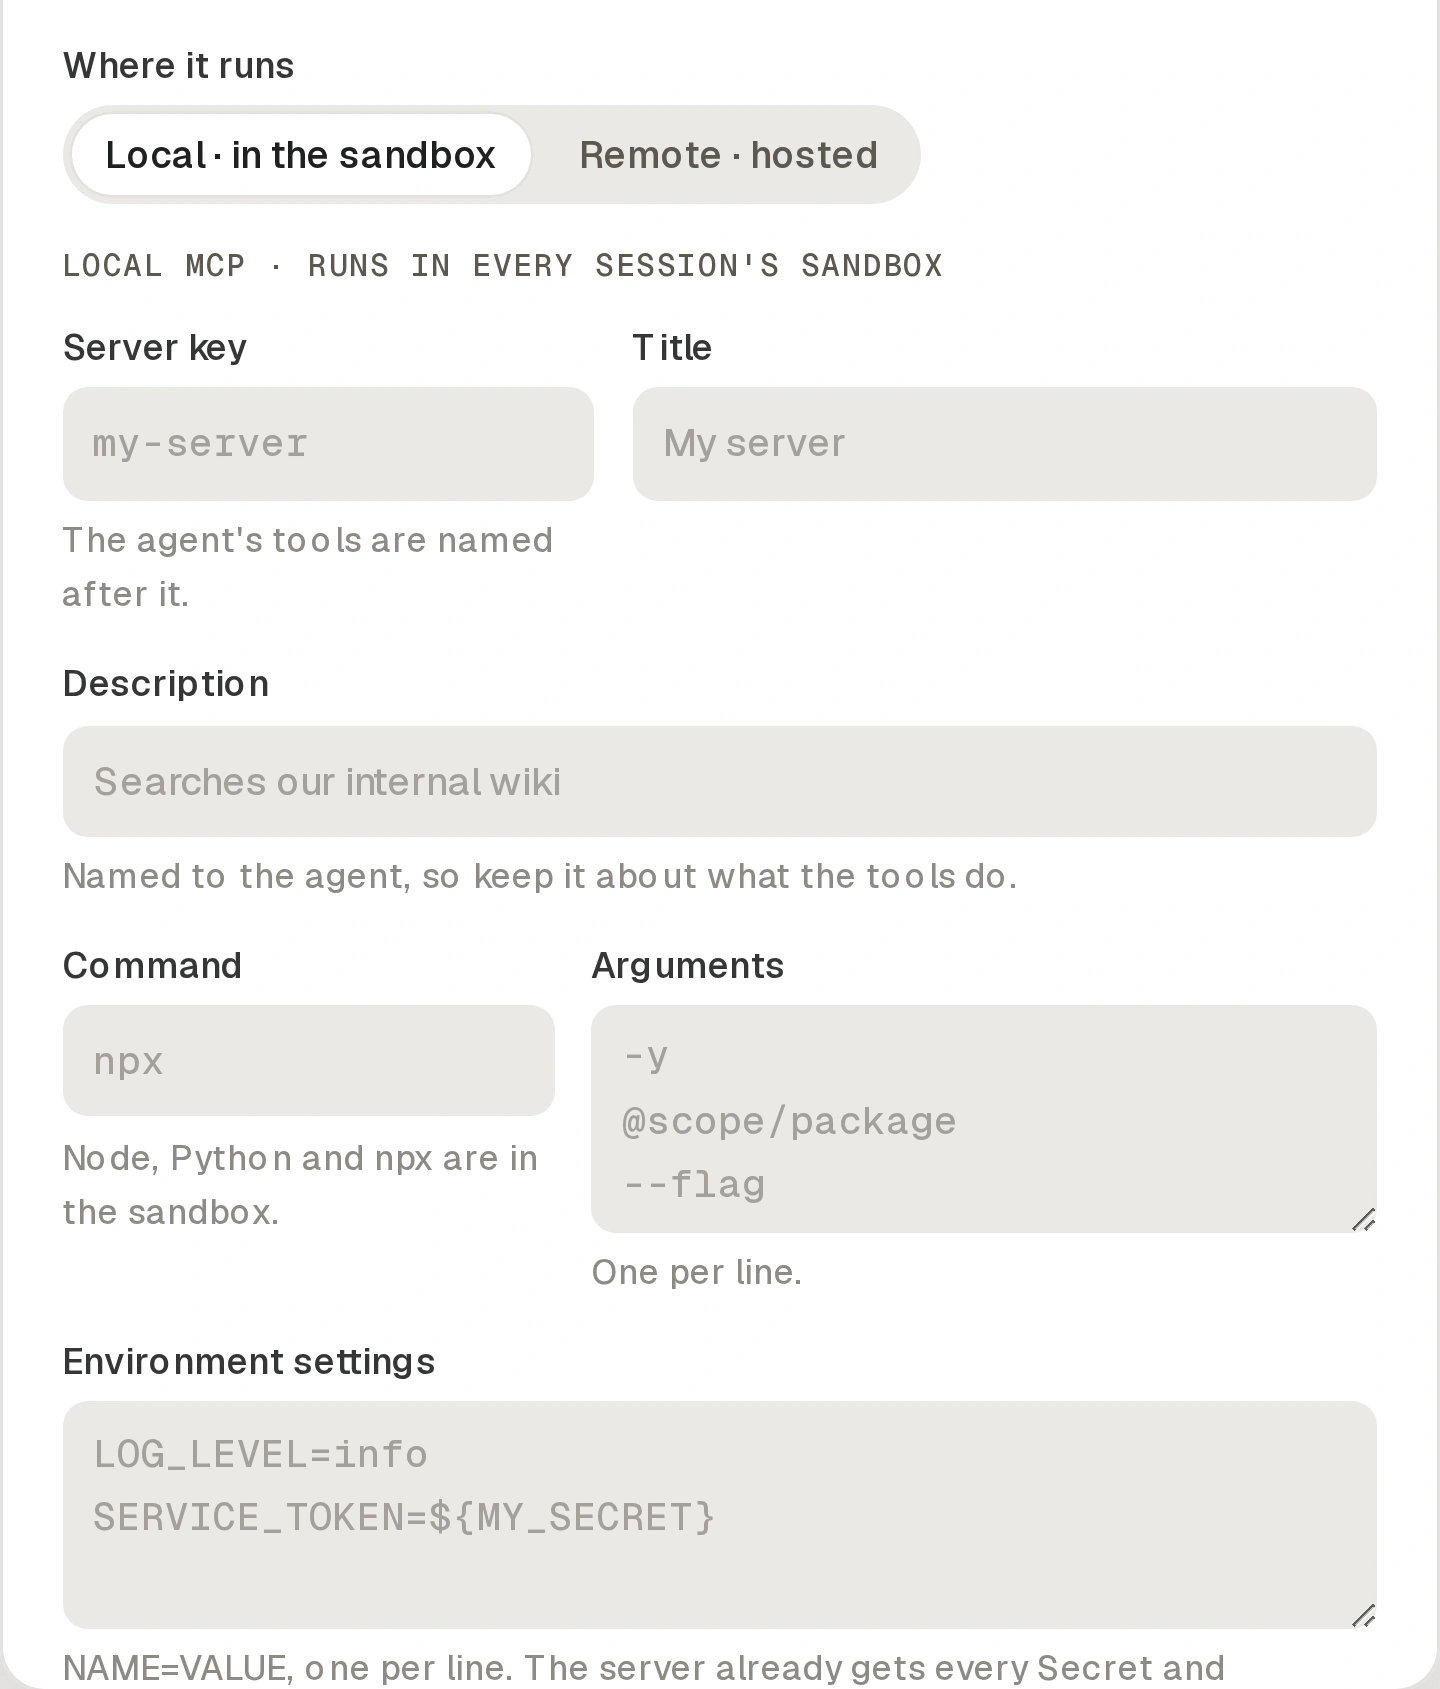 Where it runs
Local · in the sandbox
Remote · hosted
LOCAL MCP · RUNS IN EVERY SESSION'S SANDBOX
Server key
Title
my-server
My server
The agent's tools are named
after it.
Description
Searches our internal wiki
Named to the agent, so keep it about what the tools do.
Command
Arguments
npx
-y
@scope/package
--flag
Node, Python and npx are in
the sandbox.
One per line.
Environment settings
LOG_LEVEL=info
SERVICE_TOKEN=${MY_SECRET}
NAME=VALUE, one per line. The server already gets every Secret and